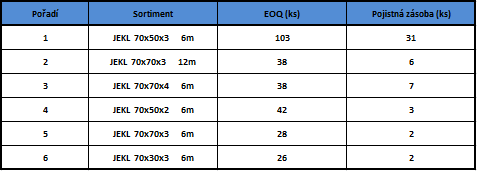 Pořadí Sortiment EOQ (ks) Pojistná zásoba (ks)
1 JEKL 70x50x3 6m 103 31
2 JEKL 70x70x3 12m 38 6
3 JEKL 70x70x4 6m 38 7
4 JEKL 70x50x2 6m 42 3
5 JEKL 70x70x3 6m 28 2
6 JEKL 70x30x3 6m 26 2